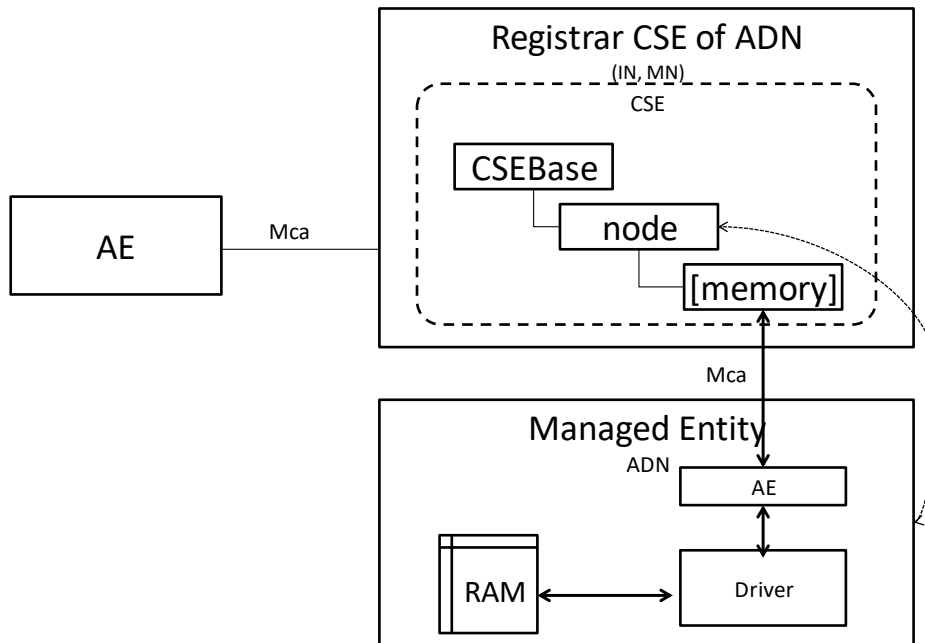 Registrar CSE of ADN
(IN, MN)
CSE
CSEBase
node
[memory]
AE
Mca
Mca
Managed Entity
ADN
AE
RAM
Driver